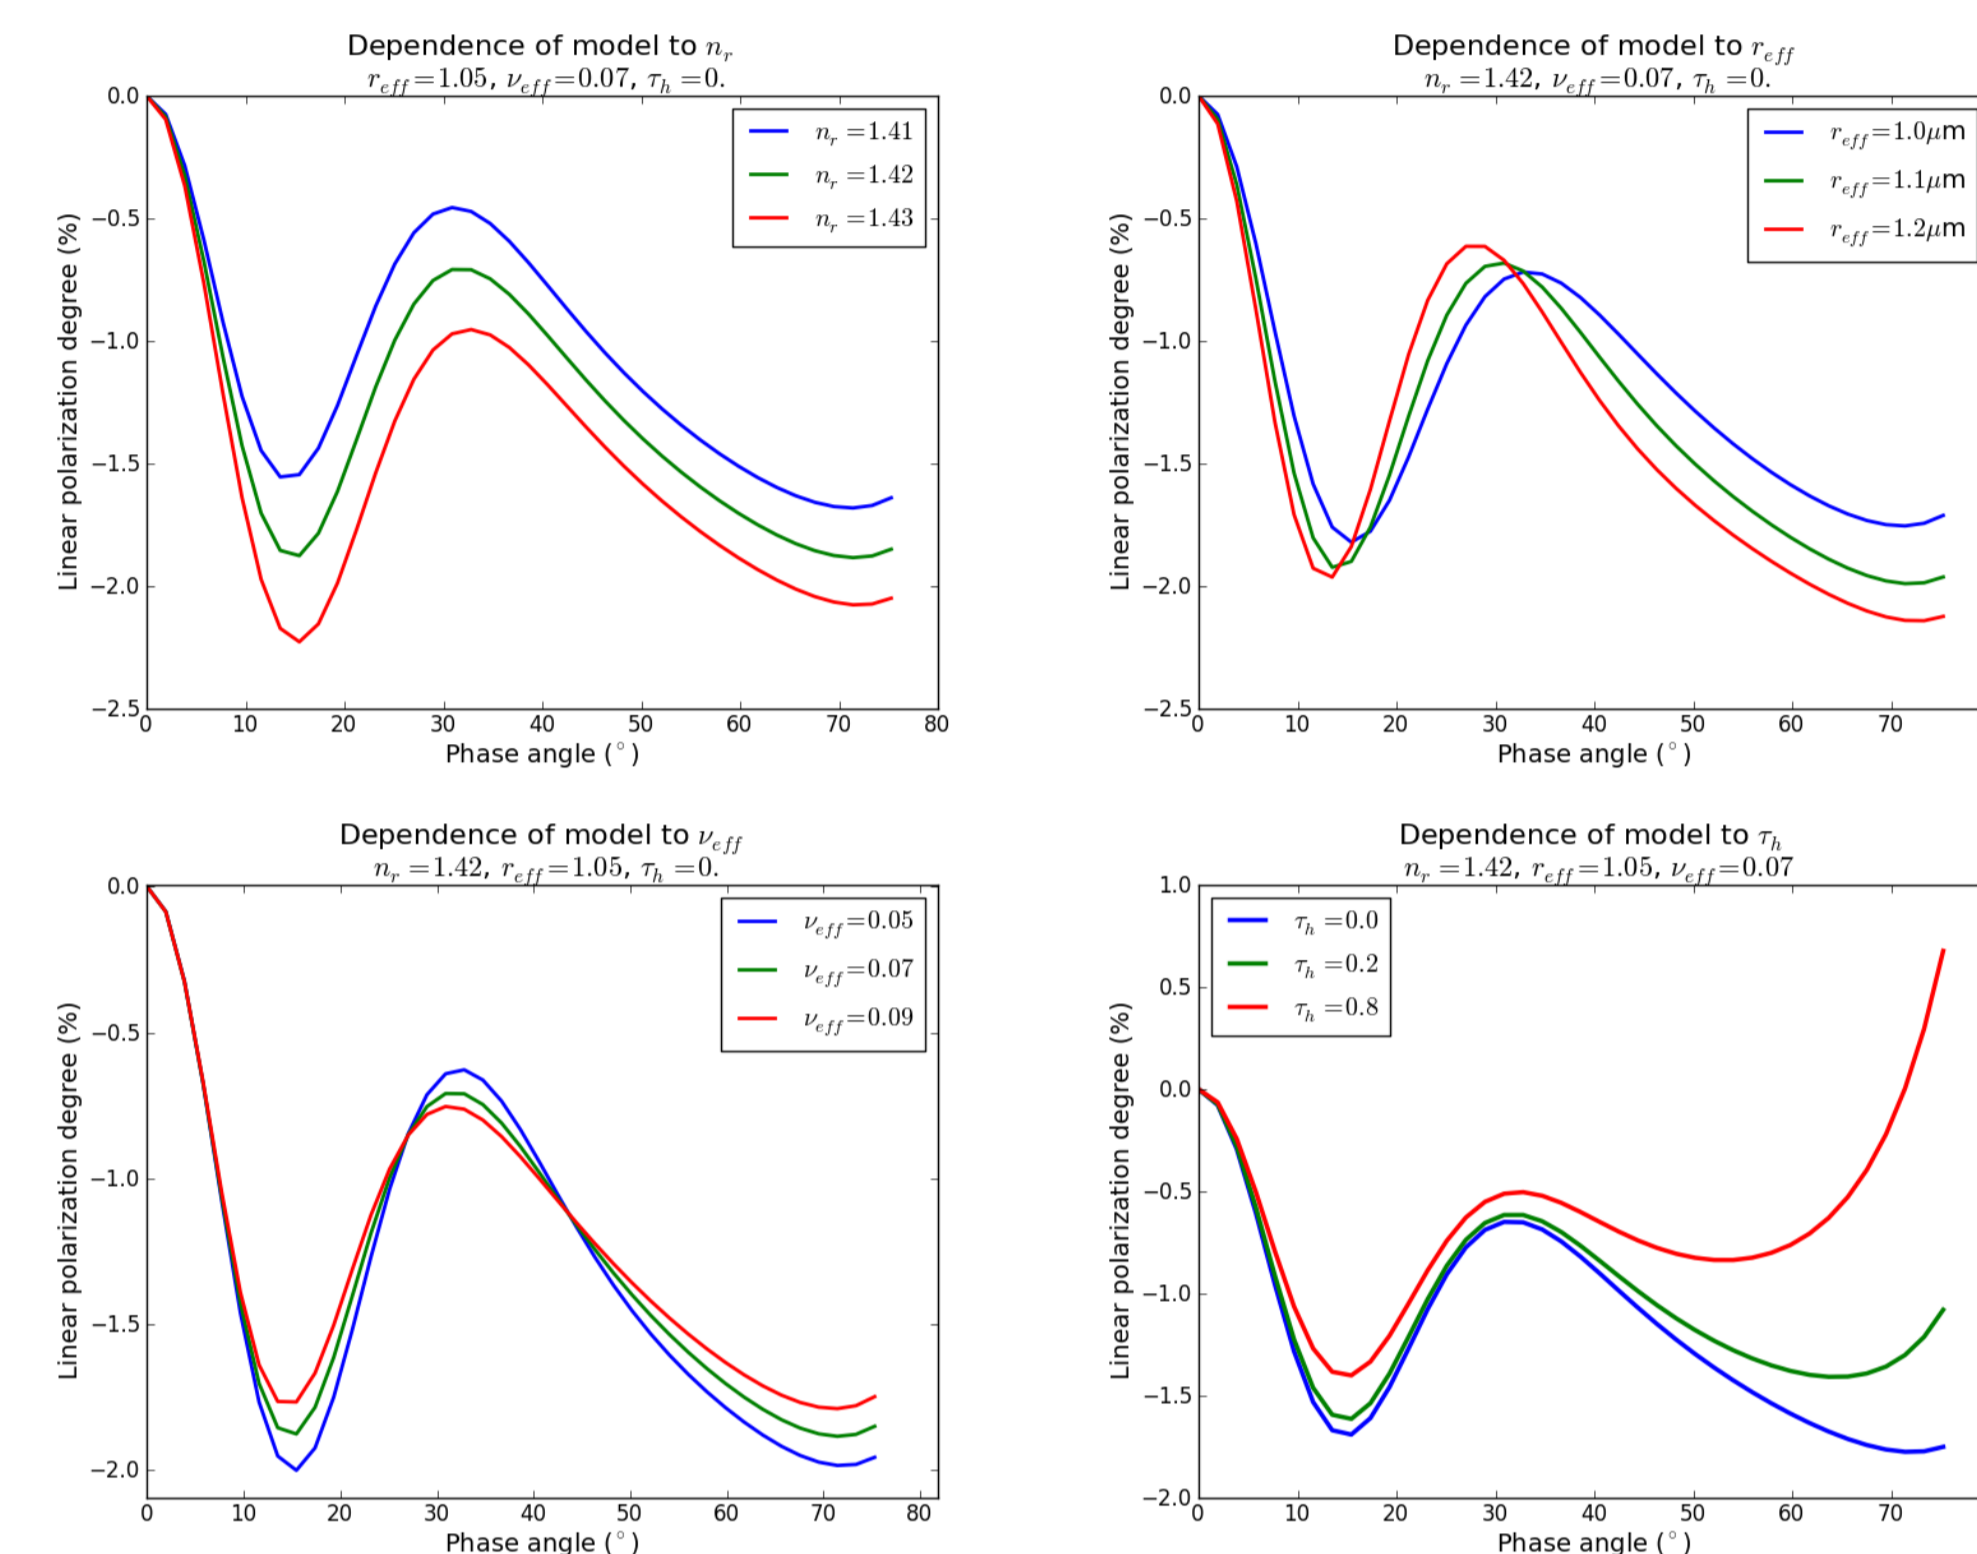 Dependence of model to n_r
r_eff=1.05, ν_eff=0.07, τ_h=0.
0.0
−0.5
−1.0
−1.5
−2.0
−2.5
Linear polarization degree (%)
n_r=1.41
n_r=1.42
n_r=1.43
0 10 20 30 40 50 60 70 80
Phase angle (°)
Dependence of model to r_eff
n_r=1.42, ν_eff=0.07, τ_h=0.
0.0
−0.5
−1.0
−1.5
−2.0
−2.5
Linear polarization degree (%)
r_eff=1.0μm
r_eff=1.1μm
r_eff=1.2μm
0 10 20 30 40 50 60 70
Phase angle (°)
Dependence of model to ν_eff
n_r=1.42, r_eff=1.05, τ_h=0.
0.0
−0.5
−1.0
−1.5
−2.0
Linear polarization degree (%)
ν_eff=0.05
ν_eff=0.07
ν_eff=0.09
0 10 20 30 40 50 60 70 80
Phase angle (°)
Dependence of model to τ_h
n_r=1.42, r_eff=1.05, ν_eff=0.07
1.0
0.5
0.0
−0.5
−1.0
−1.5
−2.0
Linear polarization degree (%)
τ_h=0.0
τ_h=0.2
τ_h=0.8
0 10 20 30 40 50 60 70
Phase angle (°)